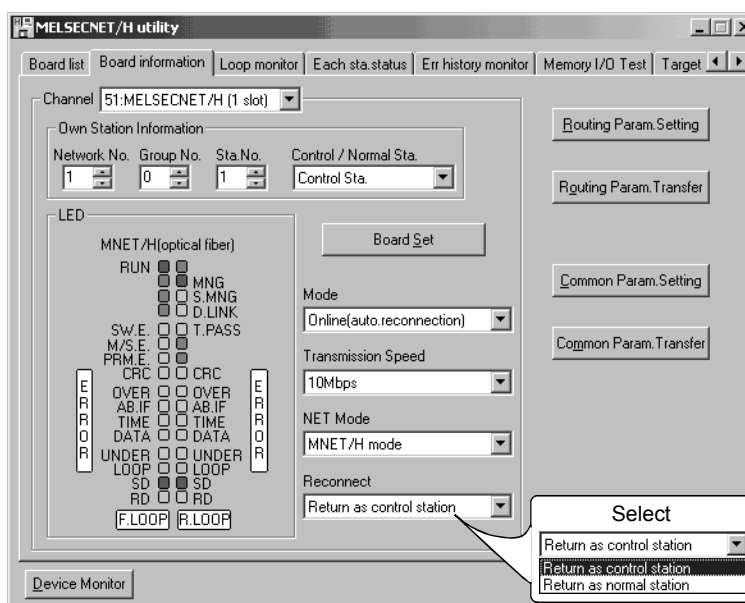 MELSECNET/H utility
Board list Board information Loop monitor Each sta.status Err history monitor Memory I/O Test Target
Channel 51:MELSECNET/H (1 slot)
Own Station Information
Network No. Group No. Sta.No. Control / Normal Sta.
1 0 1 Control Sta.
Routing Param.Setting
Routing Param.Transfer
Common Param.Setting
Common Param.Transfer
LED
MNET/H(optical fiber)
RUN
MNG
S.MNG
D.LINK
SW.E. T.PASS
M/S.E.
PRM.E.
CRC CRC
OVER OVER
AB.IF AB.IF
TIME TIME
DATA DATA
UNDER UNDER
LOOP LOOP
SD SD
RD RD
ERROR
ERROR
F.LOOP R.LOOP
Board Set
Mode
Online(auto.reconnection)
Transmission Speed
10Mbps
NET Mode
MNET/H mode
Reconnect
Return as control station
Select
Return as control station
Return as control station
Return as normal station
Device Monitor